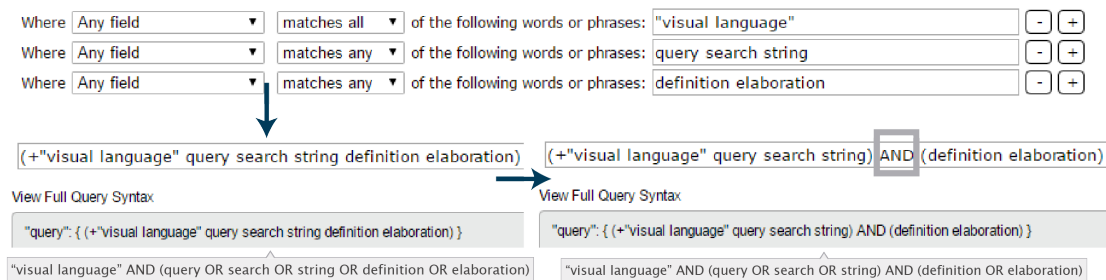 Where Any field matches all of the following words or phrases: "visual language" - +
Where Any field matches any of the following words or phrases: query search string - +
Where Any field matches any of the following words or phrases: definition elaboration - +
(+"visual language" query search string definition elaboration)
View Full Query Syntax
"query": { (+"visual language" query search string definition elaboration) }
“visual language” AND (query OR search OR string OR definition OR elaboration)
(+"visual language" query search string) AND (definition elaboration)
View Full Query Syntax
"query": { (+"visual language" query search string) AND (definition elaboration) }
“visual language” AND (query OR search OR string) AND (definition OR elaboration)